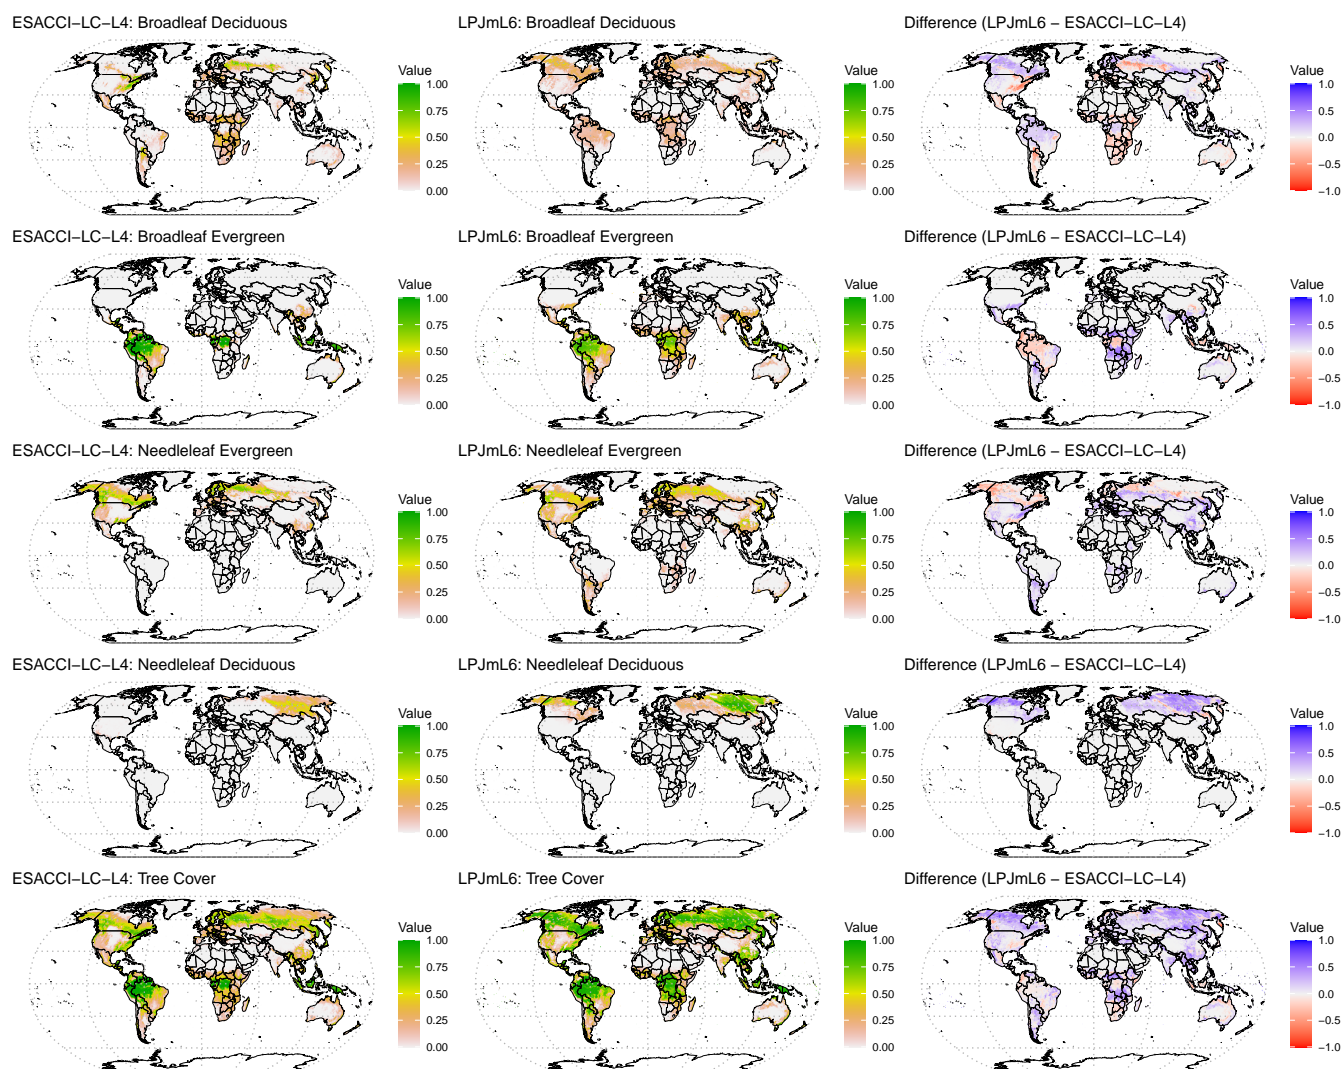 ESACCI−LC−L4: Broadleaf Deciduous
Value
1.00
0.75
0.50
0.25
0.00
LPJmL6: Broadleaf Deciduous
Value
1.00
0.75
0.50
0.25
0.00
Difference (LPJmL6 − ESACCI−LC−L4)
Value
1.0
0.5
0.0
−0.5
−1.0
ESACCI−LC−L4: Broadleaf Evergreen
Value
1.00
0.75
0.50
0.25
0.00
LPJmL6: Broadleaf Evergreen
Value
1.00
0.75
0.50
0.25
0.00
Difference (LPJmL6 − ESACCI−LC−L4)
Value
1.0
0.5
0.0
−0.5
−1.0
ESACCI−LC−L4: Needleleaf Evergreen
Value
1.00
0.75
0.50
0.25
0.00
LPJmL6: Needleleaf Evergreen
Value
1.00
0.75
0.50
0.25
0.00
Difference (LPJmL6 − ESACCI−LC−L4)
Value
1.0
0.5
0.0
−0.5
−1.0
ESACCI−LC−L4: Needleleaf Deciduous
Value
1.00
0.75
0.50
0.25
0.00
LPJmL6: Needleleaf Deciduous
Value
1.00
0.75
0.50
0.25
0.00
Difference (LPJmL6 − ESACCI−LC−L4)
Value
1.0
0.5
0.0
−0.5
−1.0
ESACCI−LC−L4: Tree Cover
Value
1.00
0.75
0.50
0.25
0.00
LPJmL6: Tree Cover
Value
1.00
0.75
0.50
0.25
0.00
Difference (LPJmL6 − ESACCI−LC−L4)
Value
1.0
0.5
0.0
−0.5
−1.0